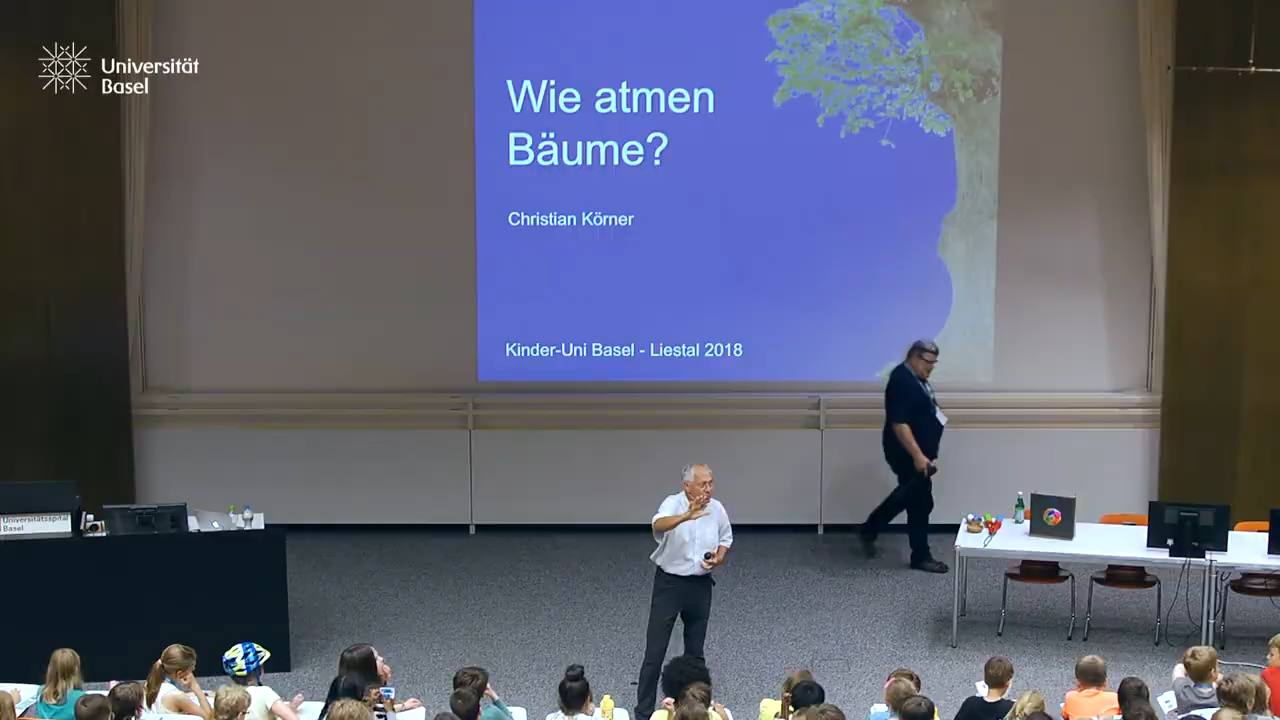 Universität
Basel
Wie atmen
Bäume?
Christian Körner
Kinder-Uni Basel - Liestal 2018
Universitätsspital
Basel